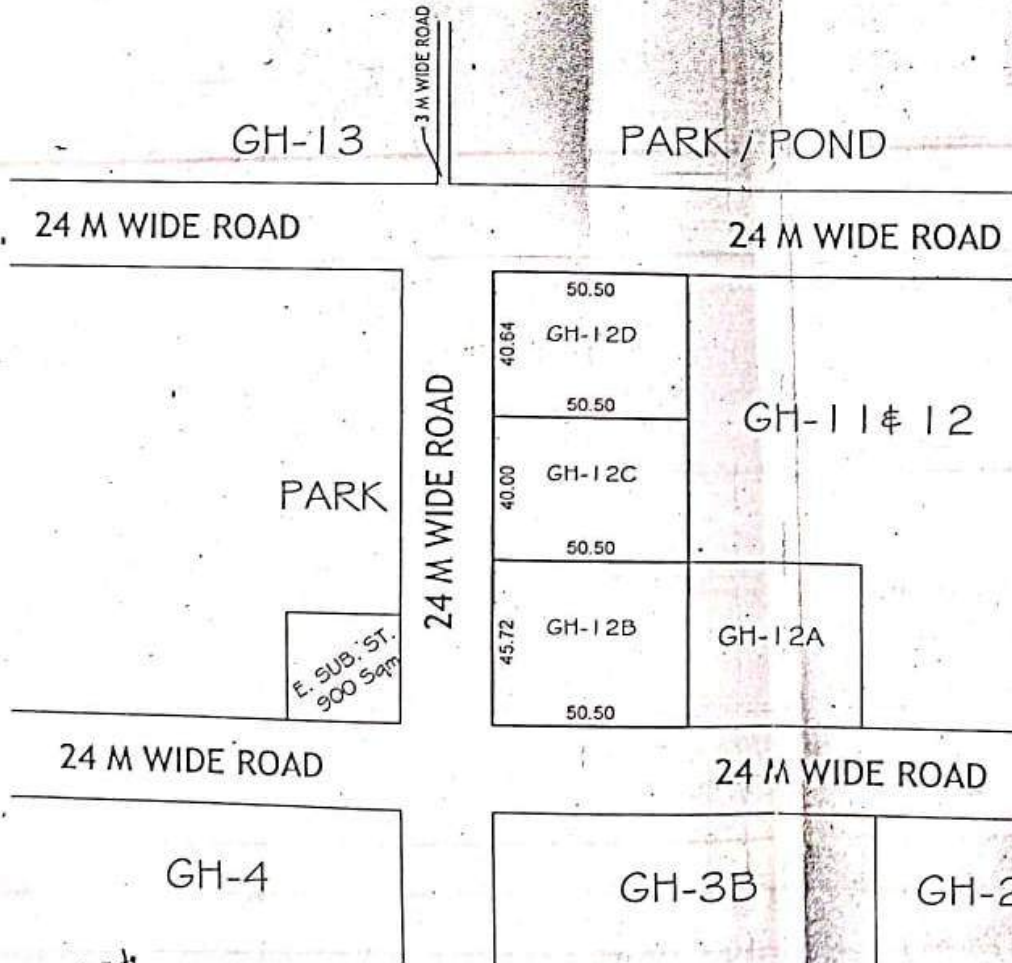 3 M WIDE ROAD
GH-13
PARK / POND
24 M WIDE ROAD
24 M WIDE ROAD
50.50
40.64
GH-12D
50.50
24 M WIDE ROAD
GH-11& 12
PARK
40.00
GH-12C
50.50
45.72
GH-12B
GH-12A
E. SUB. ST.
900 Sqm
50.50
24 M WIDE ROAD
24 M WIDE ROAD
GH-4
GH-3B
GH-2